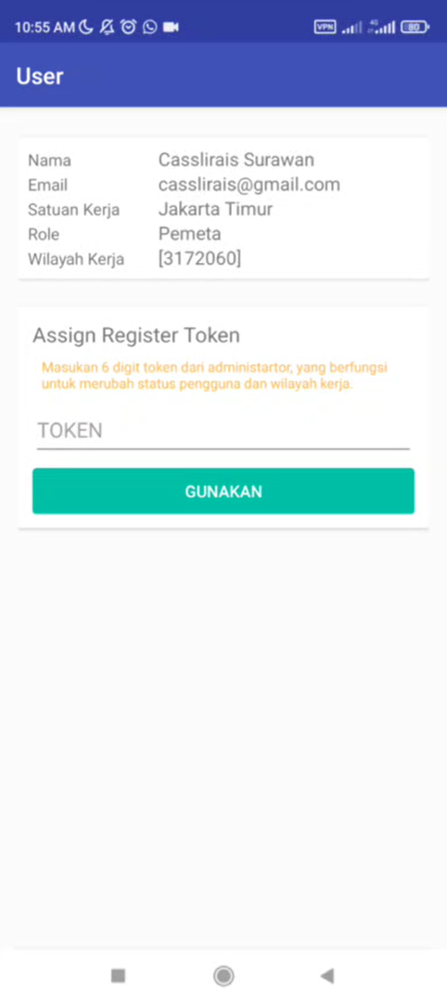 10:55 AM VPN 4G 80
User
Nama Casslirais Surawan
Email casslirais@gmail.com
Satuan Kerja Jakarta Timur
Role Pemeta
Wilayah Kerja [3172060]
Assign Register Token
Masukan 6 digit token dari administartor, yang berfungsi
untuk merubah status pengguna dan wilayah kerja.
TOKEN
GUNAKAN